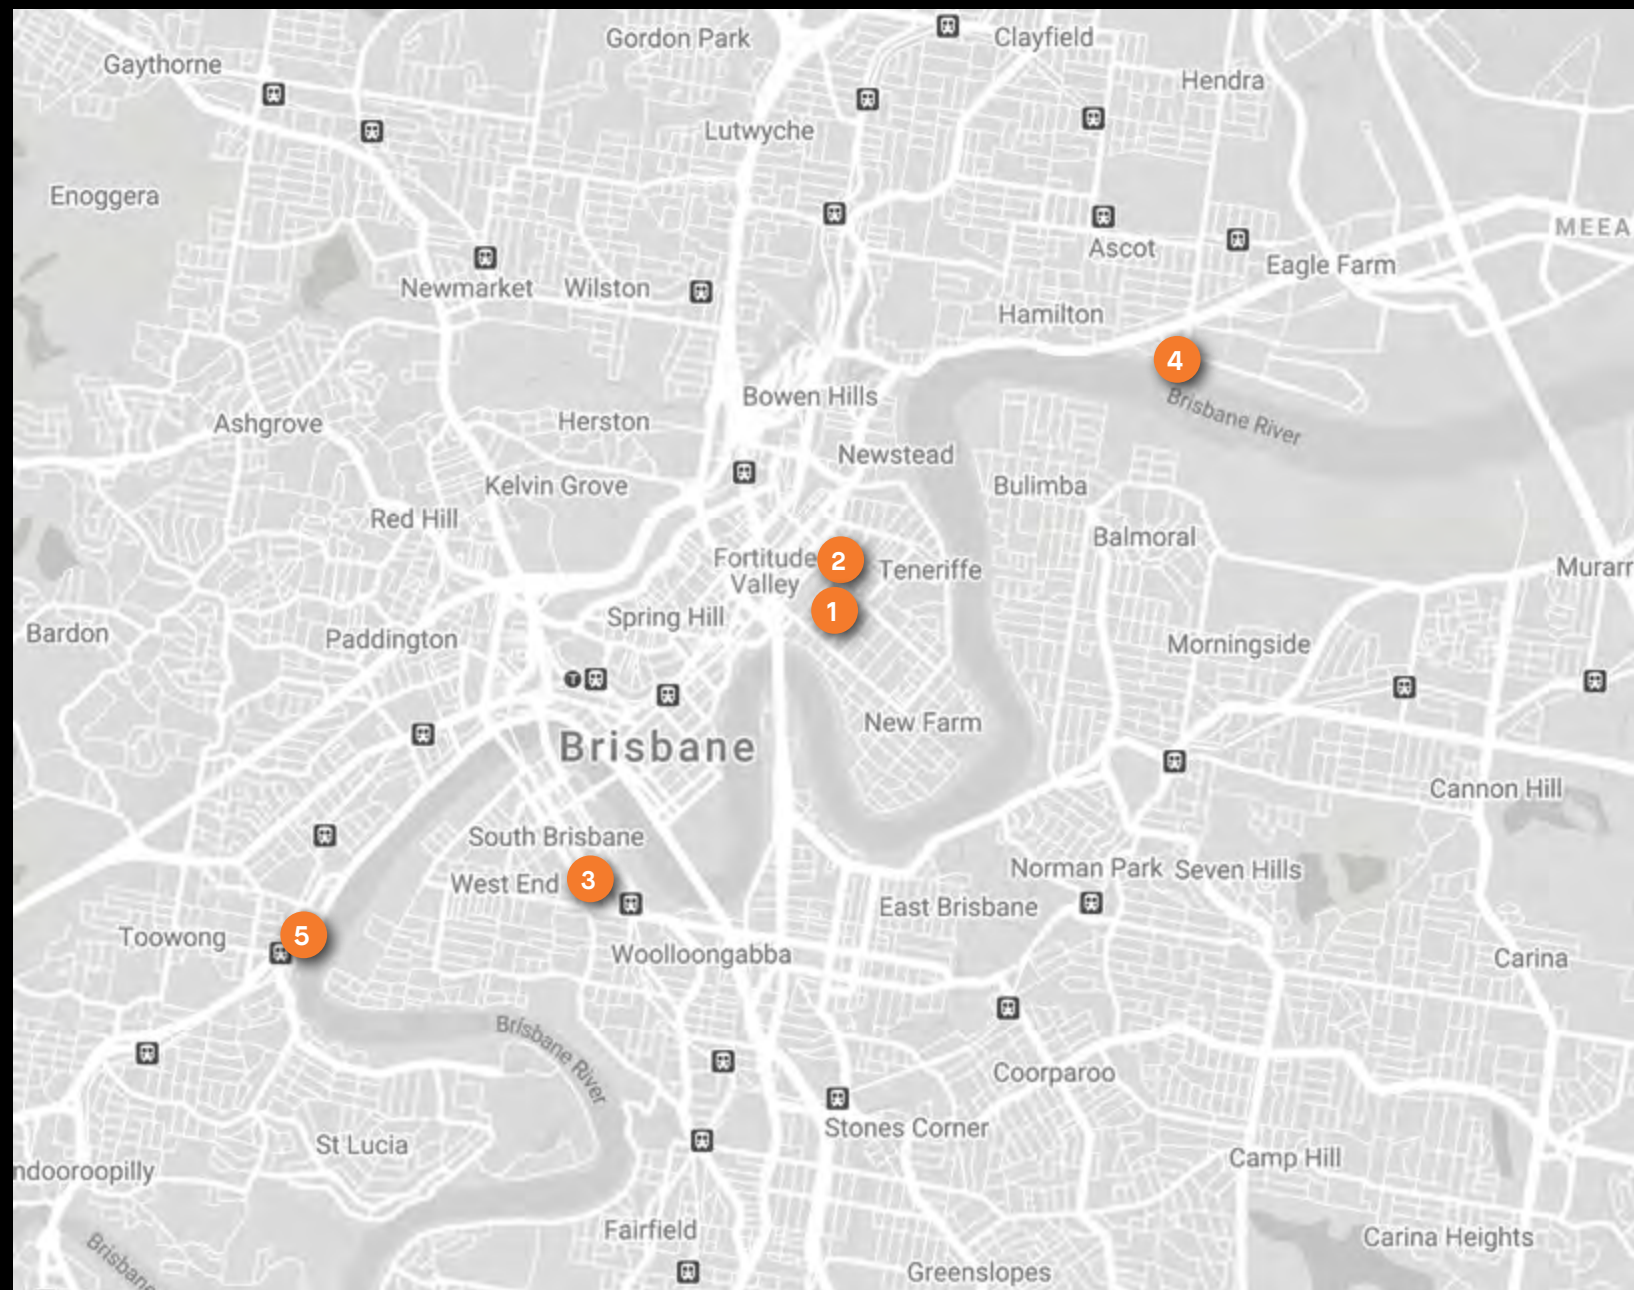 Gordon Park
Clayfield
Gaythorne
Hendra
Lutwyche
Enoggera
MEEA
Ascot
Eagle Farm
Newmarket
Wilston
Hamilton
4
Bowen Hills
Brisbane River
Herston
Ashgrove
Newstead
Kelvin Grove
Bulimba
Red Hill
Balmoral
Fortitude
Valley
2
Teneriffe
Murarr
1
Spring Hill
Bardon
Paddington
Morningside
T
New Farm
Brisbane
Cannon Hill
South Brisbane
Norman Park
Seven Hills
West End
3
East Brisbane
Toowong
5
Woolloongabba
Carina
Brisbane River
Coorparoo
Stones Corner
St Lucia
Camp Hill
ndooroopilly
Fairfield
Carina Heights
Brisbane
Greenslopes